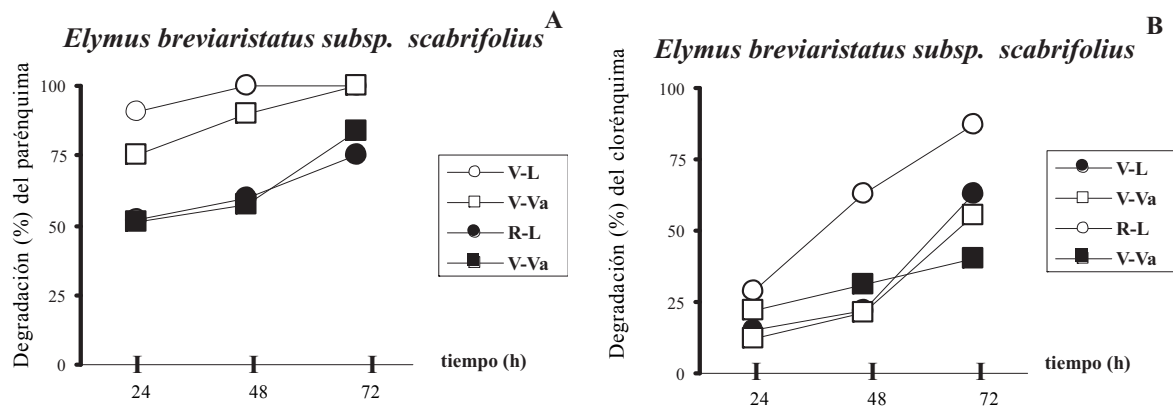 A
Elymus breviaristatus subsp. scabrifolius
Degradación (%) del parénquima
100
75
50
25
0
24
48
72
tiempo (h)
V-L
V-Va
R-L
V-Va
B
Elymus breviaristatus subsp. scabrifolius
Degradación (%) del clorénquima
100
75
50
25
0
24
48
72
tiempo (h)
V-L
V-Va
R-L
V-Va